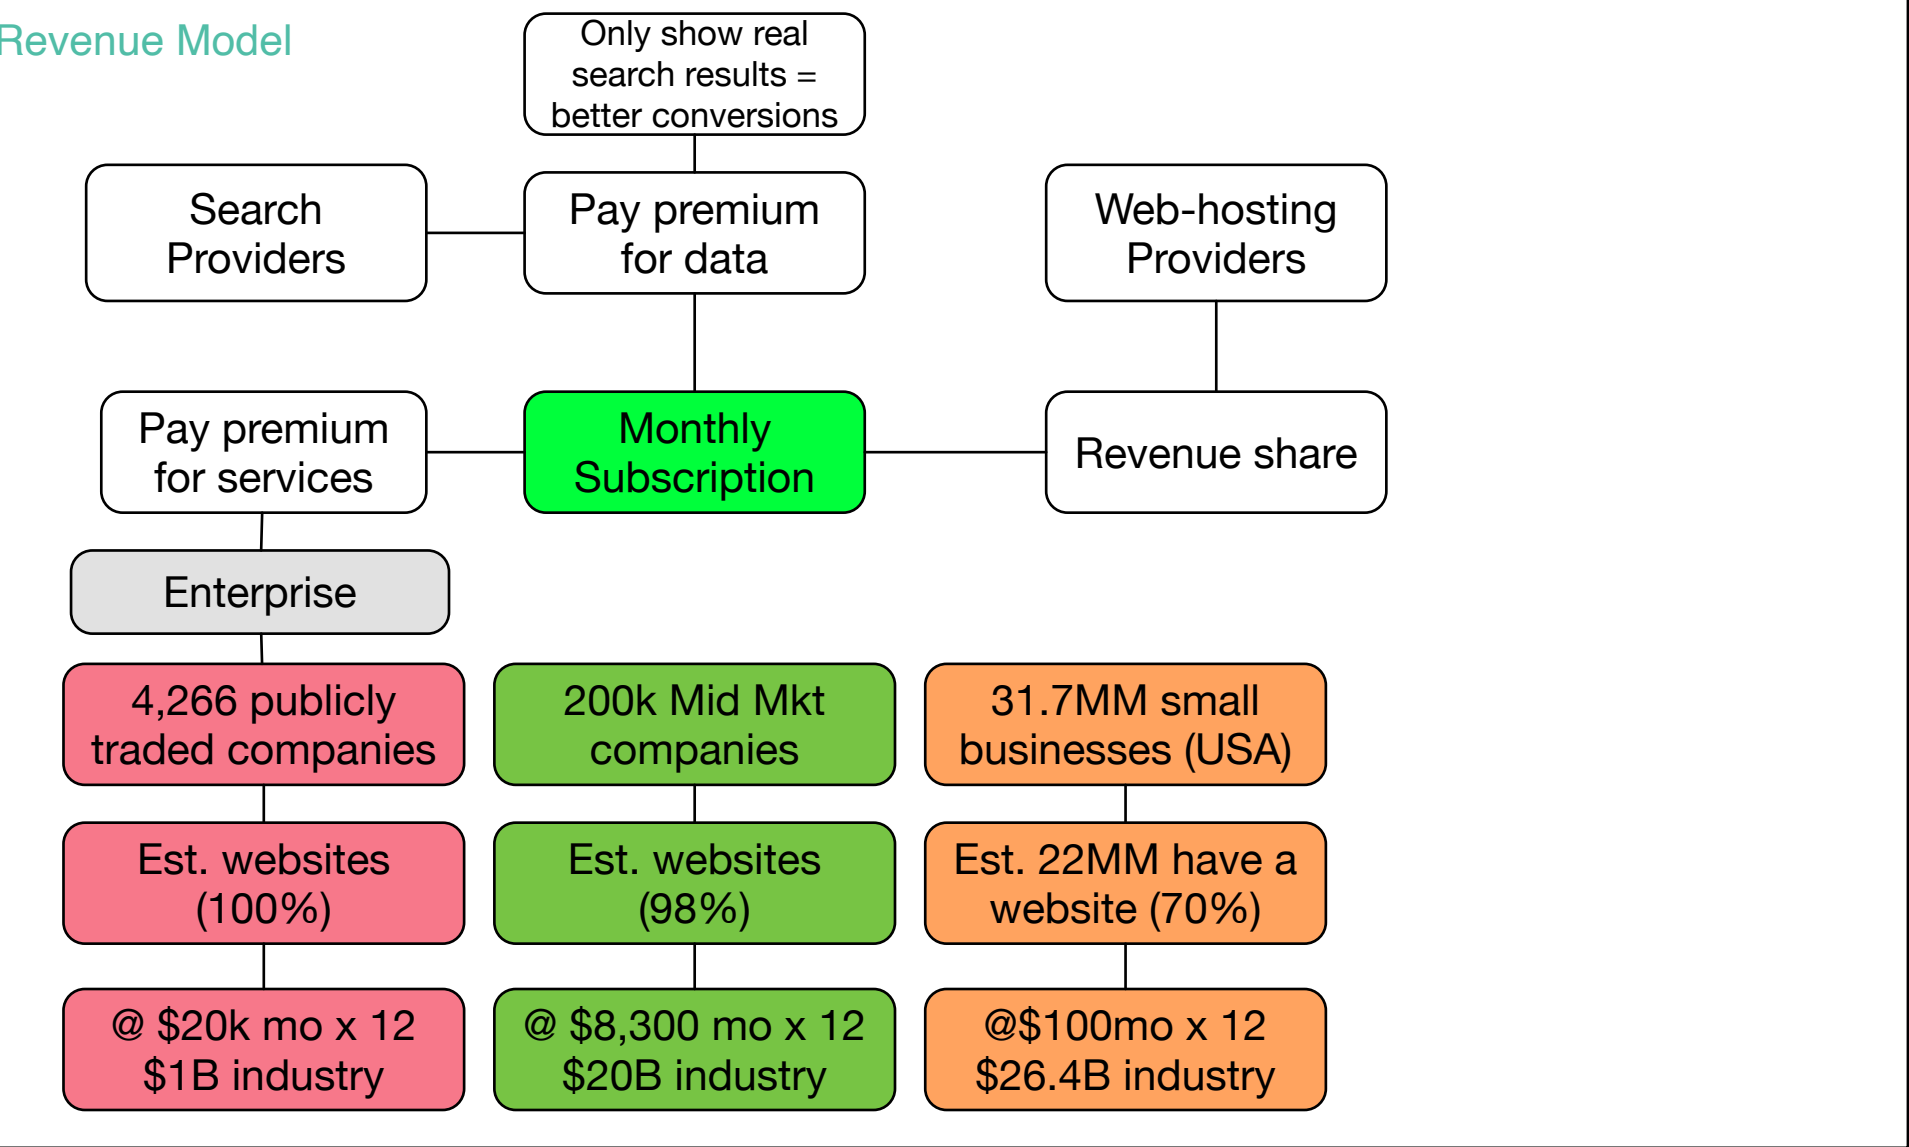 Revenue Model
Only show real
search results =
better conversions
Search
Providers
Pay premium
for data
Web-hosting
Providers
Pay premium
for services
Monthly
Subscription
Revenue share
Enterprise
4,266 publicly
traded companies
200k Mid Mkt
companies
31.7MM small
businesses (USA)
Est. websites
(100%)
Est. websites
(98%)
Est. 22MM have a
website (70%)
@ $20k mo x 12
$1B industry
@ $8,300 mo x 12
$20B industry
@$100mo x 12
$26.4B industry